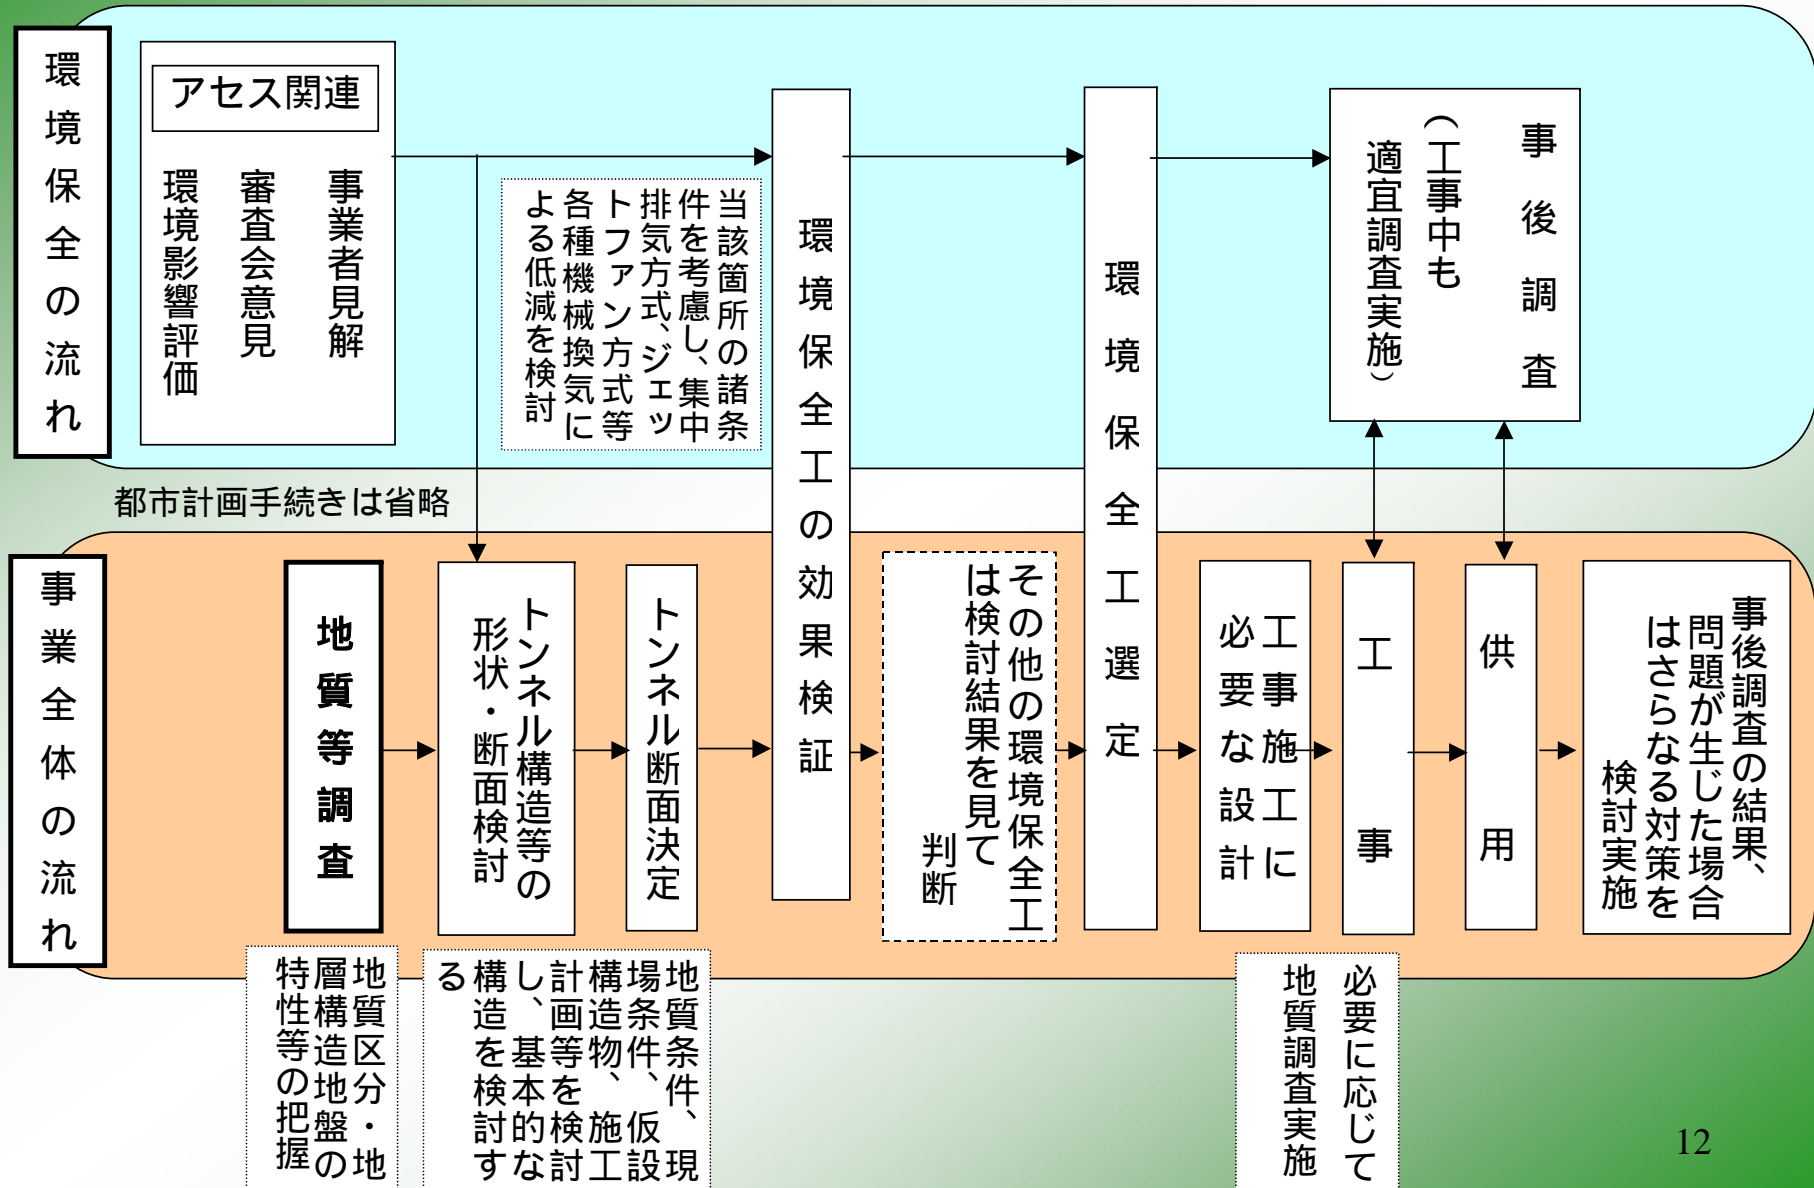 環境保全の流れ
アセス関連
事業者見解
審査会意見
環境影響評価
当該箇所の諸条
件を考慮し、集中
排気方式、ジェッ
トファン方式等
各種機械換気に
よる低減を検討
環境保全工の効果検証
環境保全工選定
事後調査
(工事中も
適宜調査実施)
都市計画手続きは省略
事業全体の流れ
地質等調査
トンネル構造等の
形状・断面検討
トンネル断面決定
その他の環境保全工
は検討結果を見て
判断
工事施工に
必要な設計
工事
供用
事後調査の結果、
問題が生じた場合
はさらなる対策を
検討実施
地質区分・地
層構造地盤の
特性等の把握
地質条件、現
場条件、仮設
構造物、施工
計画等を検討
し、基本的な
構造を検討す
る
必要に応じて
地質調査実施
12